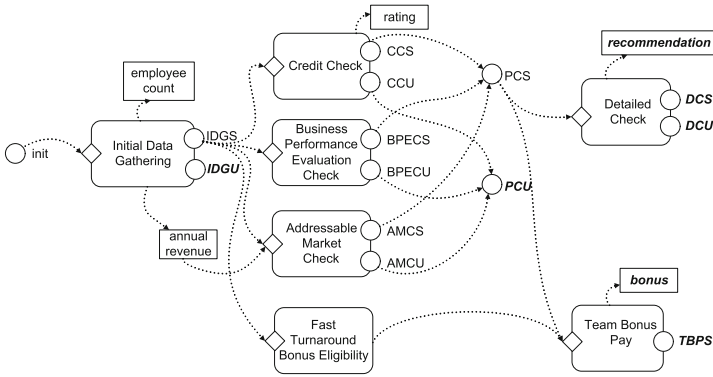 rating
recommendation
employee
count
Credit Check
CCS
CCU
PCS
Detailed
Check
DCS
DCU
init
Initial Data
Gathering
IDGS
IDGU
Business
Performance
Evaluation
Check
BPECS
BPECU
PCU
annual
revenue
Addressable
Market
Check
AMCS
AMCU
bonus
Fast
Turnaround
Bonus Eligibility
Team Bonus
Pay
TBPS